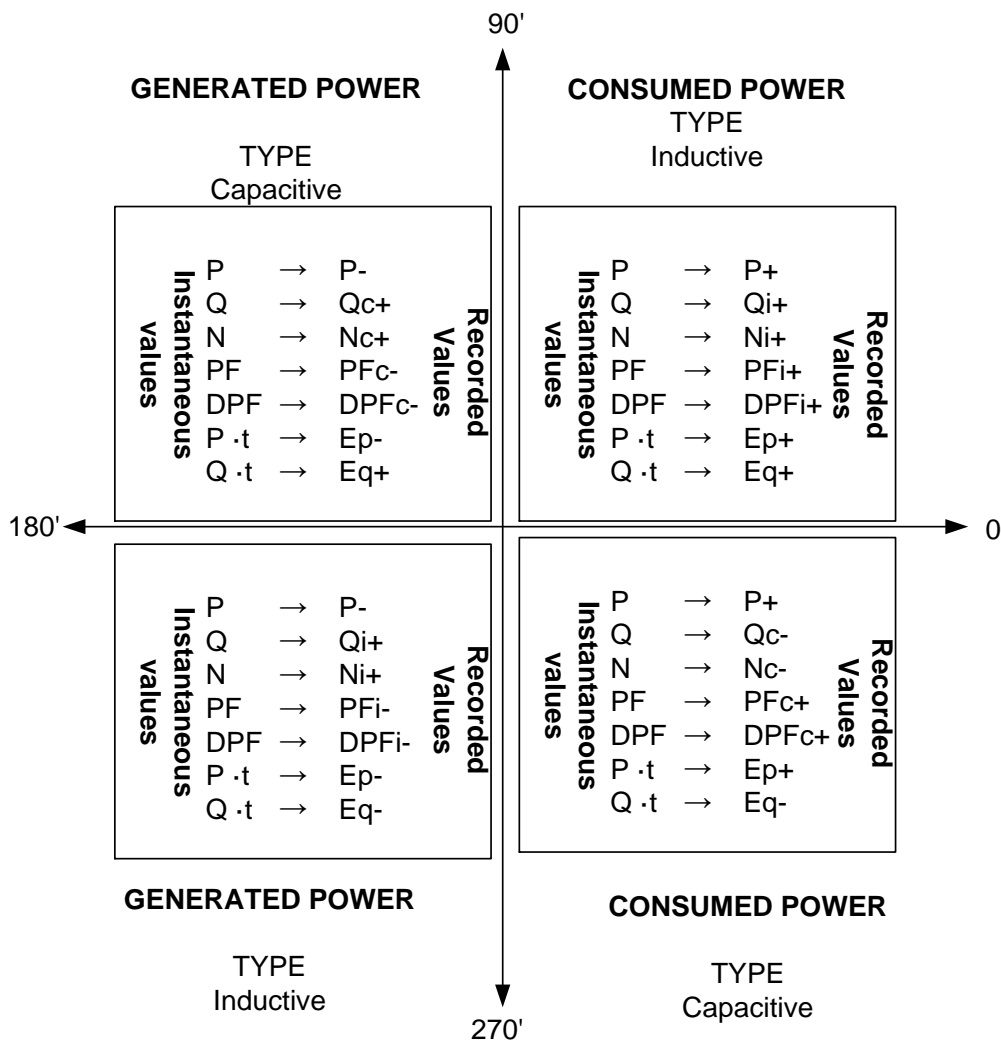 90'
GENERATED POWER
TYPE
Capacitive
Instantaneous
values
P → P-
Q → Qc+
N → Nc+
PF → PFc-
DPF → DPFc-
P ·t → Ep-
Q ·t → Eq+
Recorded
Values
CONSUMED POWER
TYPE
Inductive
Instantaneous
values
P → P+
Q → Qi+
N → Ni+
PF → PFi+
DPF → DPFi+
P ·t → Ep+
Q ·t → Eq+
Recorded
Values
180'
0
Instantaneous
values
P → P-
Q → Qi+
N → Ni+
PF → PFi-
DPF → DPFi-
P ·t → Ep-
Q ·t → Eq-
Recorded
Values
GENERATED POWER
TYPE
Inductive
Instantaneous
values
P → P+
Q → Qc-
N → Nc-
PF → PFc+
DPF → DPFc+
P ·t → Ep+
Q ·t → Eq-
Recorded
Values
CONSUMED POWER
TYPE
Capacitive
270'